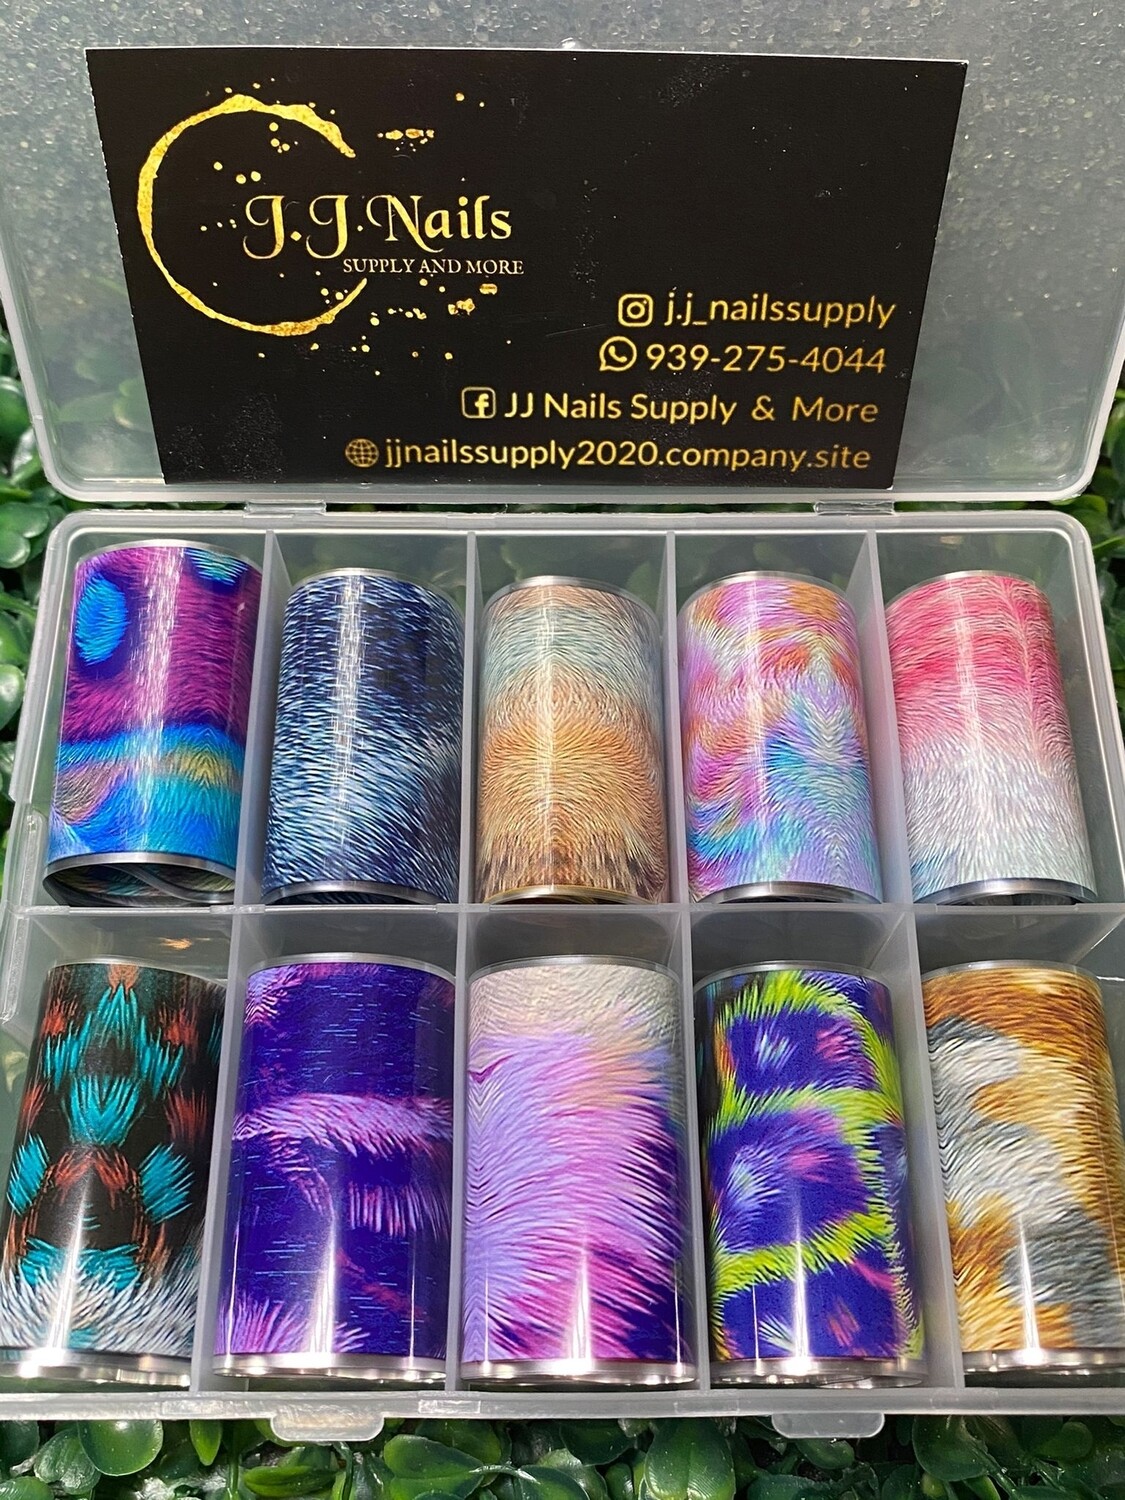 J.J. Nails
SUPPLY AND MORE
j.j_nailssupply
939-275-4044
JJ Nails Supply & More
jjnailssupply2020.company.site